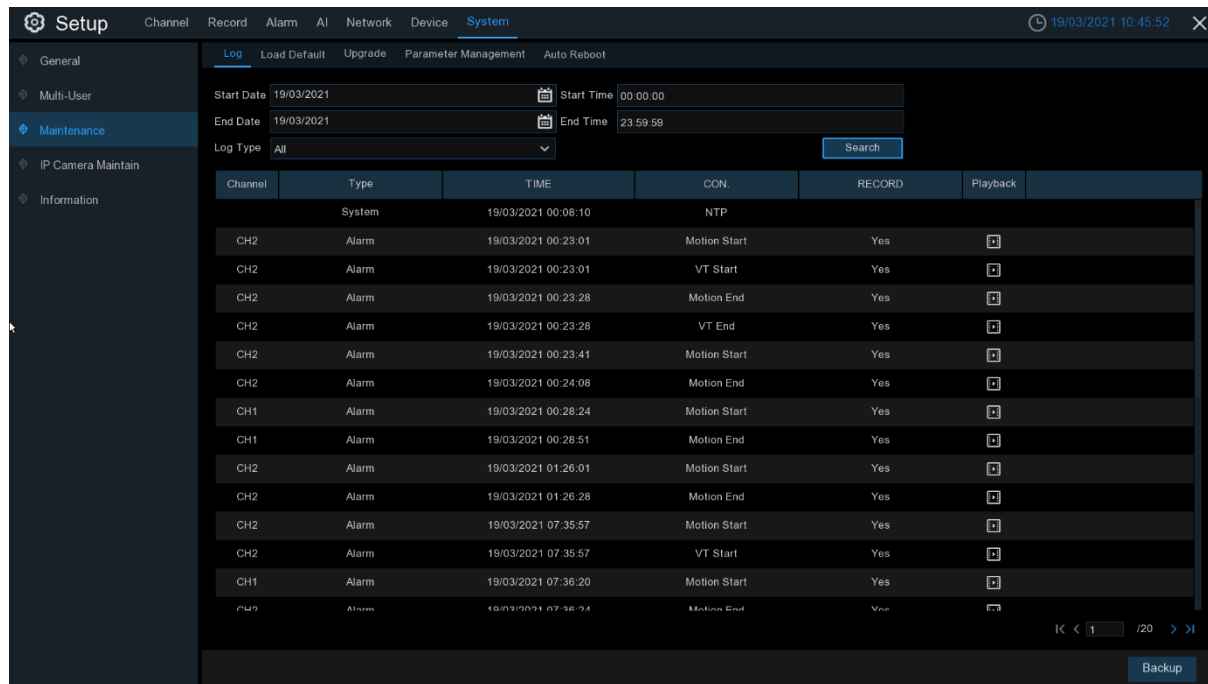 Setup Channel Record Alarm AI Network Device System 19/03/2021 10:45:52
Log Load Default Upgrade Parameter Management Auto Reboot
General
Multi-User
Maintenance
IP Camera Maintain
Information
Start Date 19/03/2021 Start Time 00:00:00
End Date 19/03/2021 End Time 23:59:59
Log Type All Search
Channel Type TIME CON. RECORD Playback
System 19/03/2021 00:08:10 NTP
CH2 Alarm 19/03/2021 00:23:01 Motion Start Yes
CH2 Alarm 19/03/2021 00:23:01 VT Start Yes
CH2 Alarm 19/03/2021 00:23:28 Motion End Yes
CH2 Alarm 19/03/2021 00:23:28 VT End Yes
CH2 Alarm 19/03/2021 00:23:41 Motion Start Yes
CH2 Alarm 19/03/2021 00:24:08 Motion End Yes
CH1 Alarm 19/03/2021 00:28:24 Motion Start Yes
CH1 Alarm 19/03/2021 00:28:51 Motion End Yes
CH2 Alarm 19/03/2021 01:26:01 Motion Start Yes
CH2 Alarm 19/03/2021 01:26:28 Motion End Yes
CH2 Alarm 19/03/2021 07:35:57 Motion Start Yes
CH2 Alarm 19/03/2021 07:35:57 VT Start Yes
CH1 Alarm 19/03/2021 07:36:20 Motion Start Yes
CH2 Alarm 19/03/2021 07:36:24 Motion End Yes
1 /20
Backup